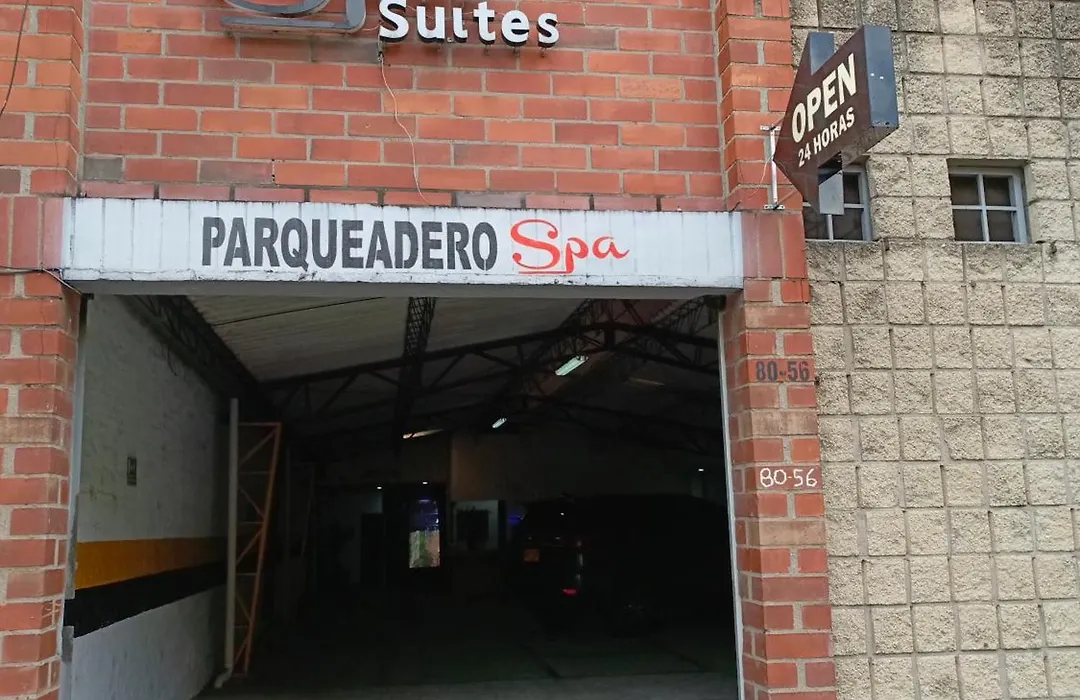 Suites
OPEN
24 HORAS
PARQUEADERO Spa
80-56
80-56